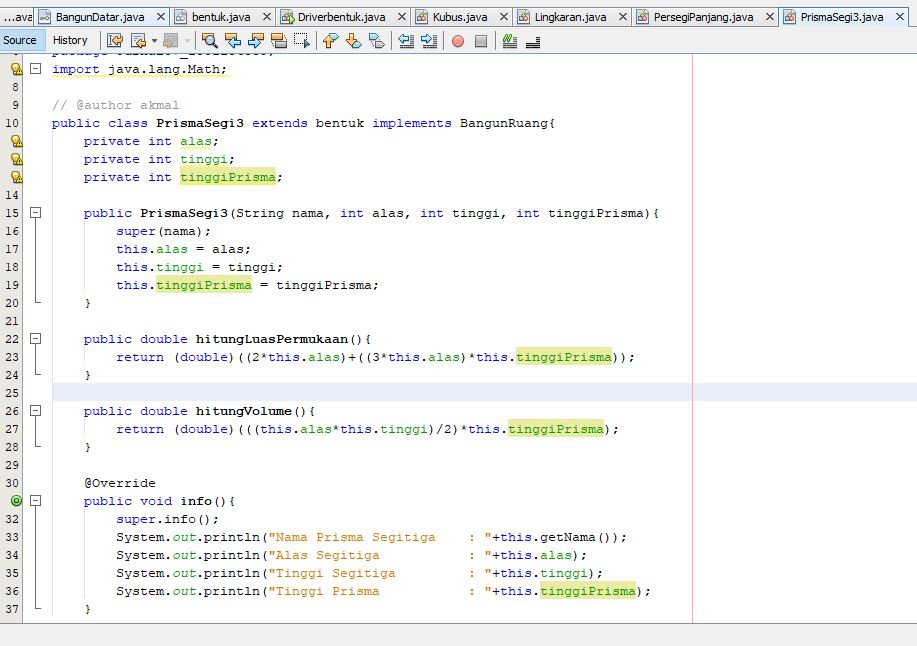 ...ava BangunDatar.java bentuk.java Driverbentuk.java Kubus.java Lingkaran.java PersegiPanjang.java PrismaSegi3.java
Source History
import java.lang.Math;
8
9 // @author akmal
10 public class PrismaSegi3 extends bentuk implements BangunRuang{
private int alas;
private int tinggi;
private int tinggiPrisma;
14
15 public PrismaSegi3(String nama, int alas, int tinggi, int tinggiPrisma){
16 super(nama);
17 this.alas = alas;
18 this.tinggi = tinggi;
19 this.tinggiPrisma = tinggiPrisma;
20 }
21
22 public double hitungLuasPermukaan(){
23 return (double)((2*this.alas)+((3*this.alas)*this.tinggiPrisma));
24 }
25
26 public double hitungVolume(){
27 return (double)(((this.alas*this.tinggi)/2)*this.tinggiPrisma);
28 }
29
30 @Override
public void info(){
32 super.info();
33 System.out.println("Nama Prisma Segitiga    : "+this.getNama());
34 System.out.println("Alas Segitiga           : "+this.alas);
35 System.out.println("Tinggi Segitiga         : "+this.tinggi);
36 System.out.println("Tinggi Prisma           : "+this.tinggiPrisma);
37 }